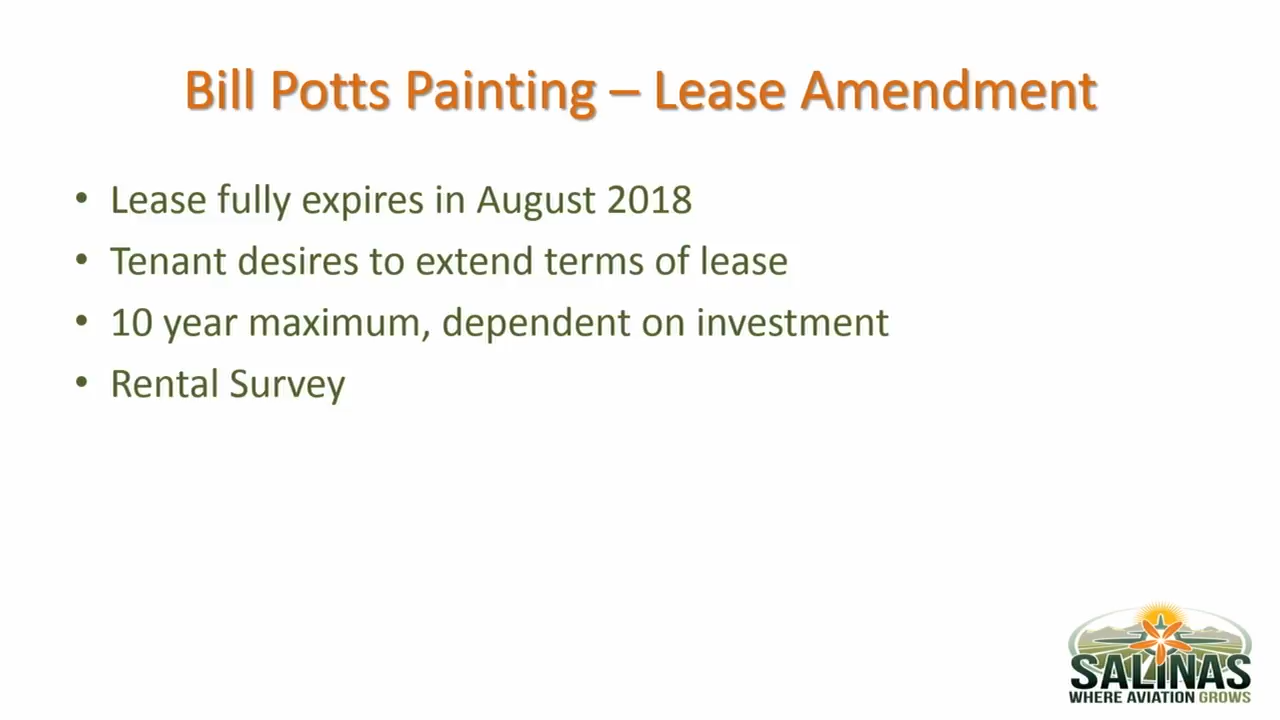 Bill Potts Painting – Lease Amendment
• Lease fully expires in August 2018
• Tenant desires to extend terms of lease
• 10 year maximum, dependent on investment
• Rental Survey
SALINAS
WHERE AVIATION GROWS